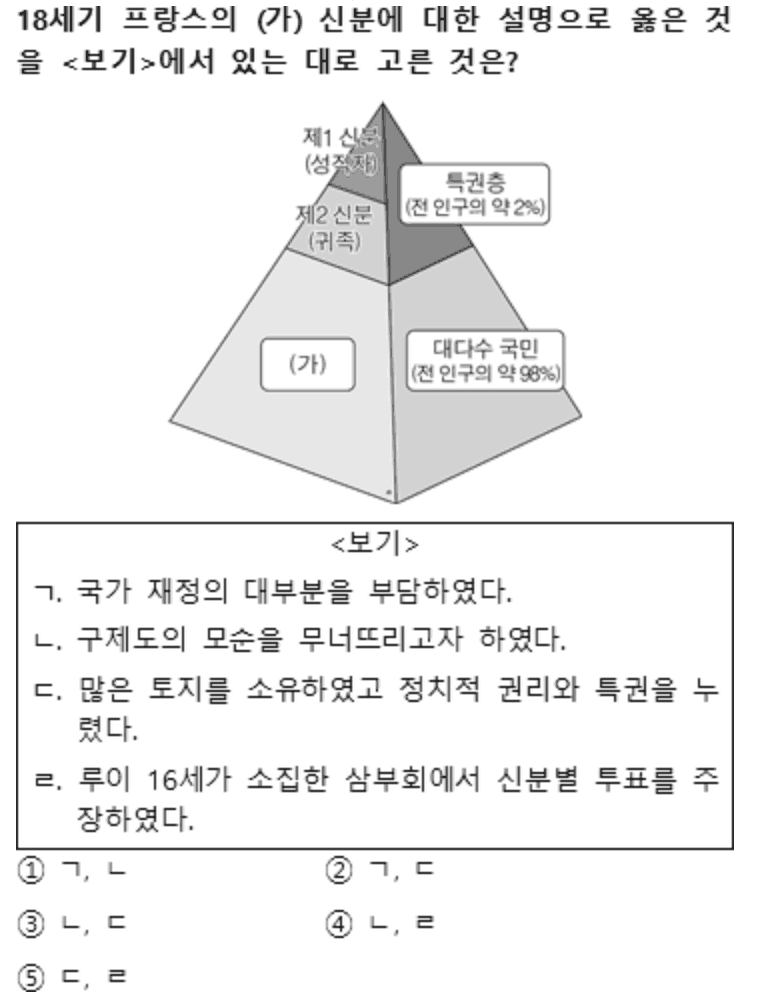 18세기 프랑스의 (가) 신분에 대한 설명으로 옳은 것
을 <보기>에서 있는 대로 고른 것은?
제1 신분
(성직자)
특권층
(전 인구의 약 2%)
제2 신분
(귀족)
(가)
대다수 국민
(전 인구의 약 98%)
<보기>
ㄱ. 국가 재정의 대부분을 부담하였다.
ㄴ. 구제도의 모순을 무너뜨리고자 하였다.
ㄷ. 많은 토지를 소유하였고 정치적 권리와 특권을 누
렸다.
ㄹ. 루이 16세가 소집한 삼부회에서 신분별 투표를 주
장하였다.
① ㄱ, ㄴ ② ㄱ, ㄷ
③ ㄴ, ㄷ ④ ㄴ, ㄹ
⑤ ㄷ, ㄹ